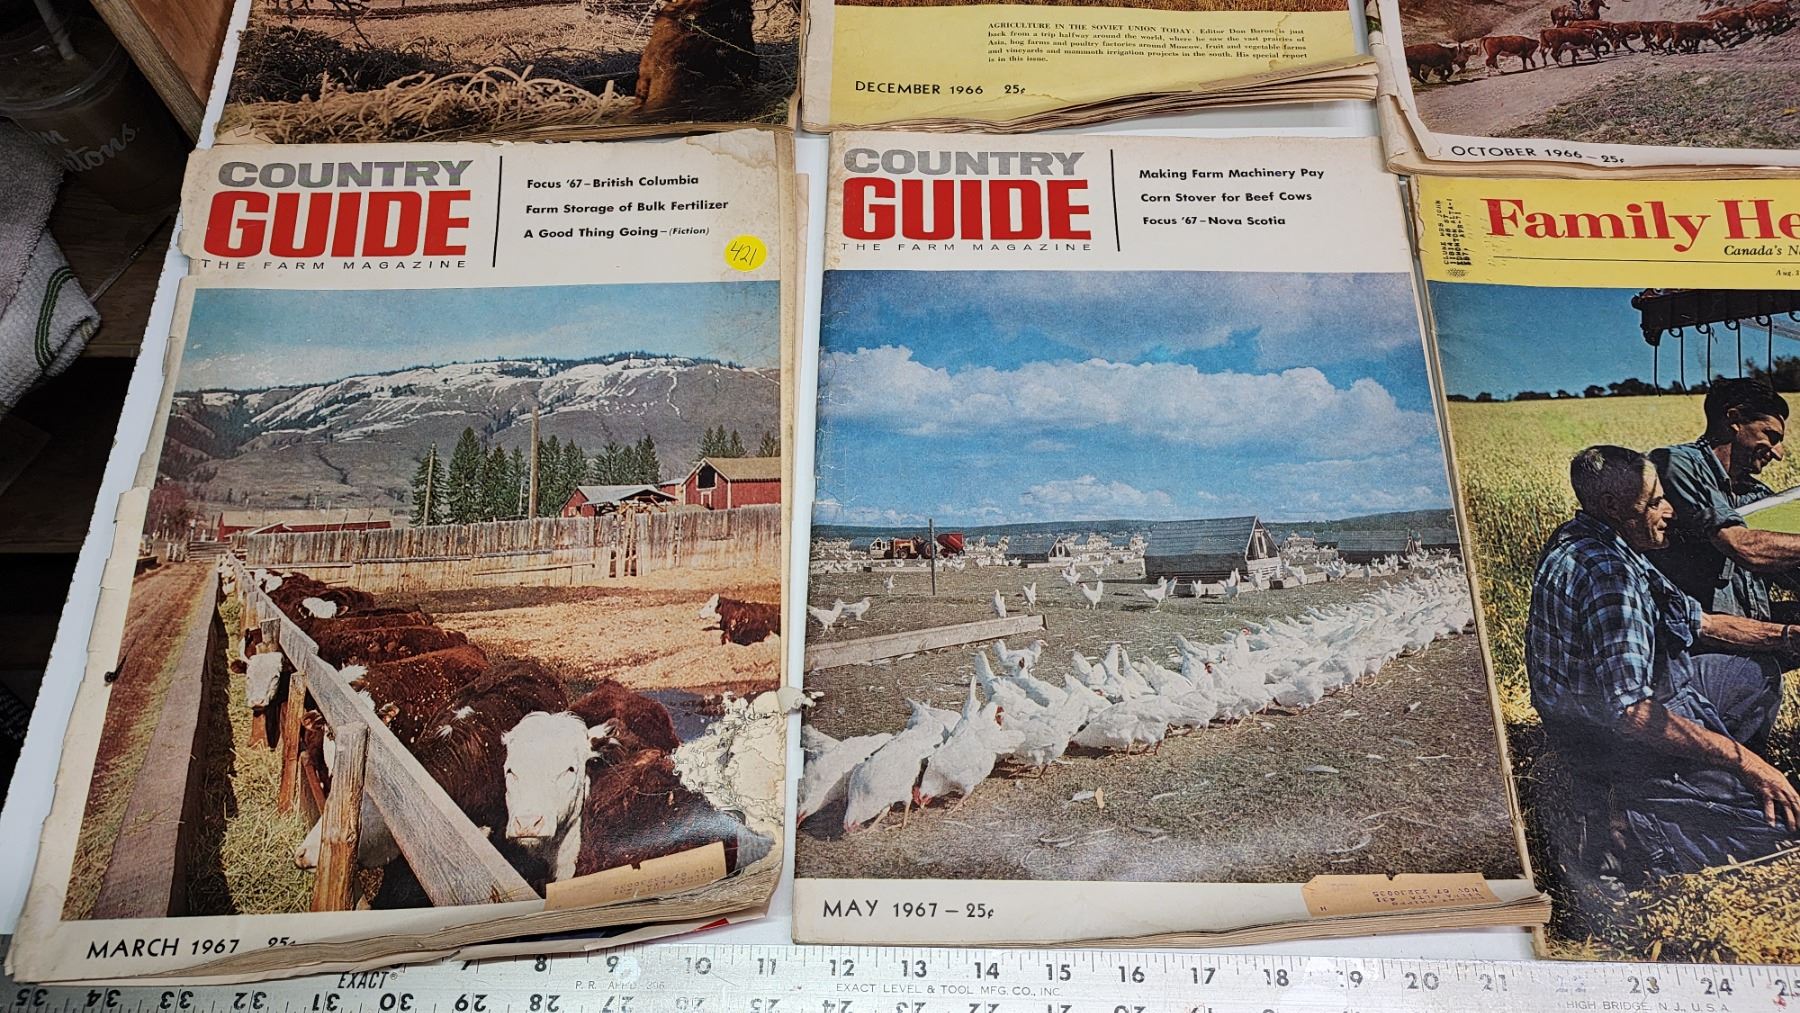 AGRICULTURE IN THE SOVIET UNION TODAY. Editor Don Baron is just
back from a trip halfway around the world, where he saw the vast prairies of
Asia, hog farms and poultry factories around Moscow, fruit and vegetable farms
and vineyards and mammoth irrigation projects in the south. His special report
is in this issue.
DECEMBER 1966 25¢
OCTOBER 1966 – 25¢
COUNTRY
GUIDE
THE FARM MAGAZINE
Focus '67 – British Columbia
Farm Storage of Bulk Fertilizer
A Good Thing Going – (Fiction)
421
MARCH 1967 25¢
COUNTRY
GUIDE
THE FARM MAGAZINE
Making Farm Machinery Pay
Corn Stover for Beef Cows
Focus '67 – Nova Scotia
MAY 1967 – 25¢
NOV 67 23230035
Family He
Canada's N
Aug.
EXACT®
7 8 9 10 11 12 13 14 15 16 17 18 19 20 21 22 23 24 25
EXACT LEVEL & TOOL MFG. CO., INC.
HIGH BRIDGE, N.J., U.S.A.
35 34 33 32 31 30 29 28 27 26 25 24 23